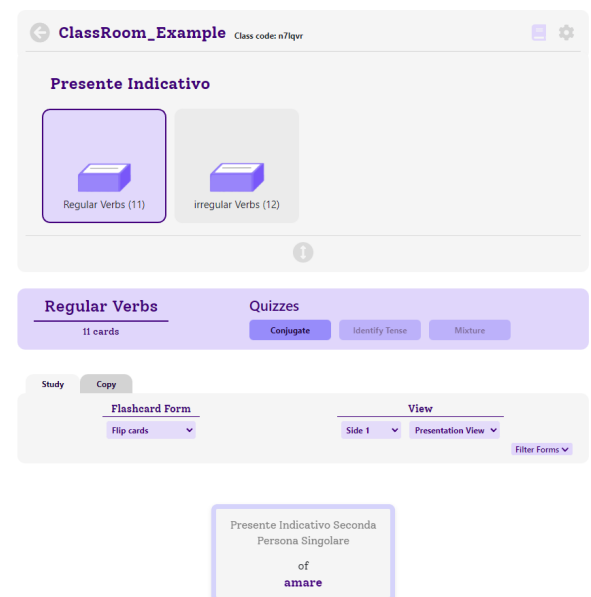 ClassRoom_Example Class code: n7lqvr
Presente Indicativo
Regular Verbs (11)
irregular Verbs (12)
Regular Verbs
11 cards
Quizzes
Conjugate Identify Tense Mixture
Study Copy
Flashcard Form
Flip cards
View
Side 1 Presentation View
Filter Forms
Presente Indicativo Seconda
Persona Singolare
of
amare